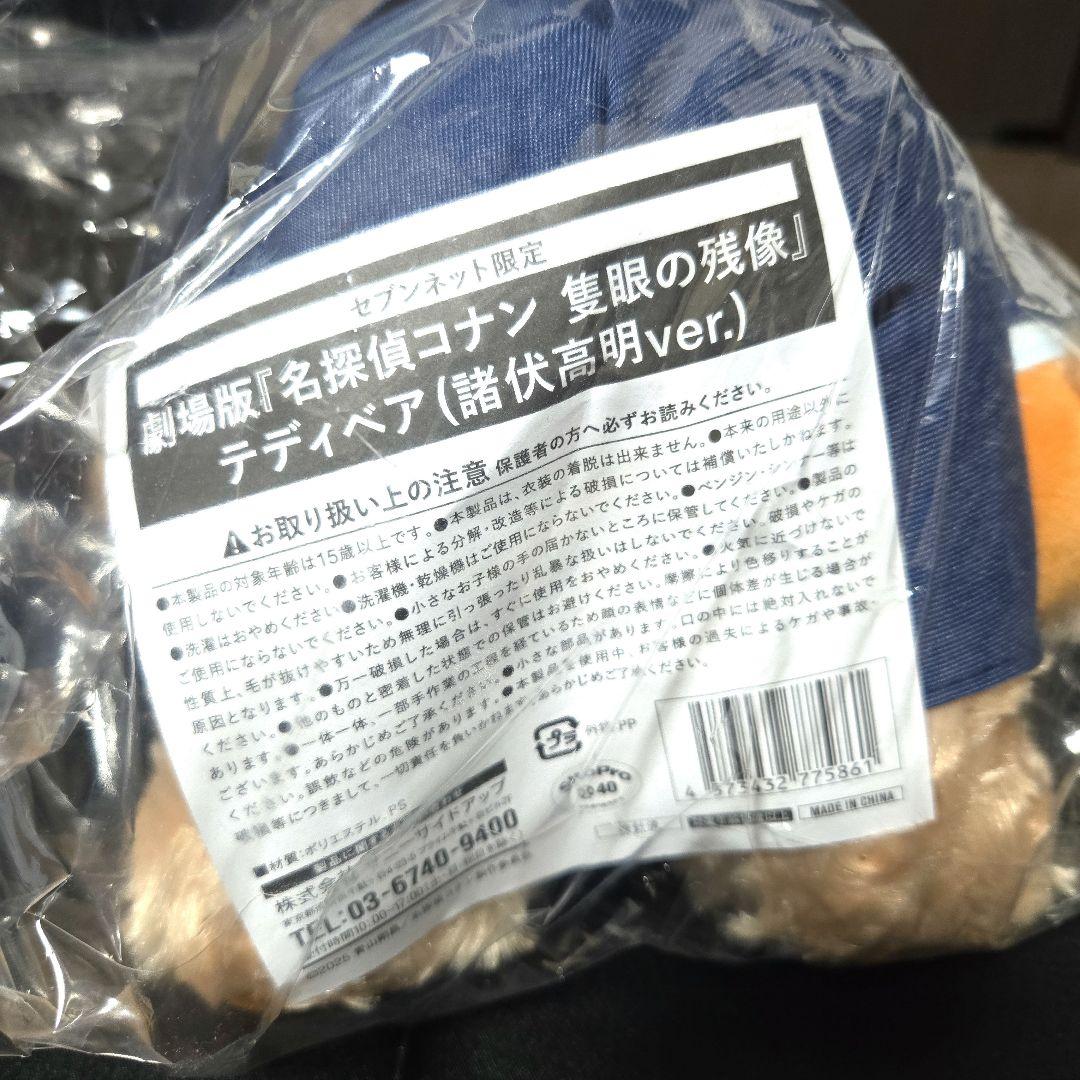 セブンネット限定
劇場版『名探偵コナン 隻眼の残像』
テディベア(諸伏高明ver.)
お取り扱い上の注意 保護者の方へ必ずお読みください。
●本製品の対象年齢は15歳以上です。●本製品は、衣装の着脱は出来ません。●本来の用途以外に
使用しないでください。●お客様による分解・改造等による破損については補償いたしかねます。
●洗濯はおやめください。●洗濯機・乾燥機はご使用にならないでください。●ベンジン・シンナー等は
ご使用にならないでください。●小さなお子様の手の届かないところに保管してください。●製品の
性質上、毛が抜けやすいため無理に引っ張ったり乱暴な扱いはしないでください。破損やケガの
原因となります。●万一破損した場合は、すぐに使用をおやめください。●火気に近づけないで
ください。●他のものと密着した状態での保管はお避けください。摩擦により色移りすることが
あります。●一体一体、一部手作業の工程を経ているため顔の表情などに個体差が生じる場合が
ございます。あらかじめご了承ください。●小さな部品があります。口の中には絶対入れないで
ください。誤飲などの危険があります。●本製品を使用中、お客様の過失によるケガや事故、
破損等につきまして、一切責任を負いかねます。あらかじめご了承ください。
■材質:ポリエステル、PS
プラ
外袋:PP
4 573432 775861
MADE IN CHINA
株式会社 サイドアップ
TEL:03-6740-9400
受付時間10:00-17:00